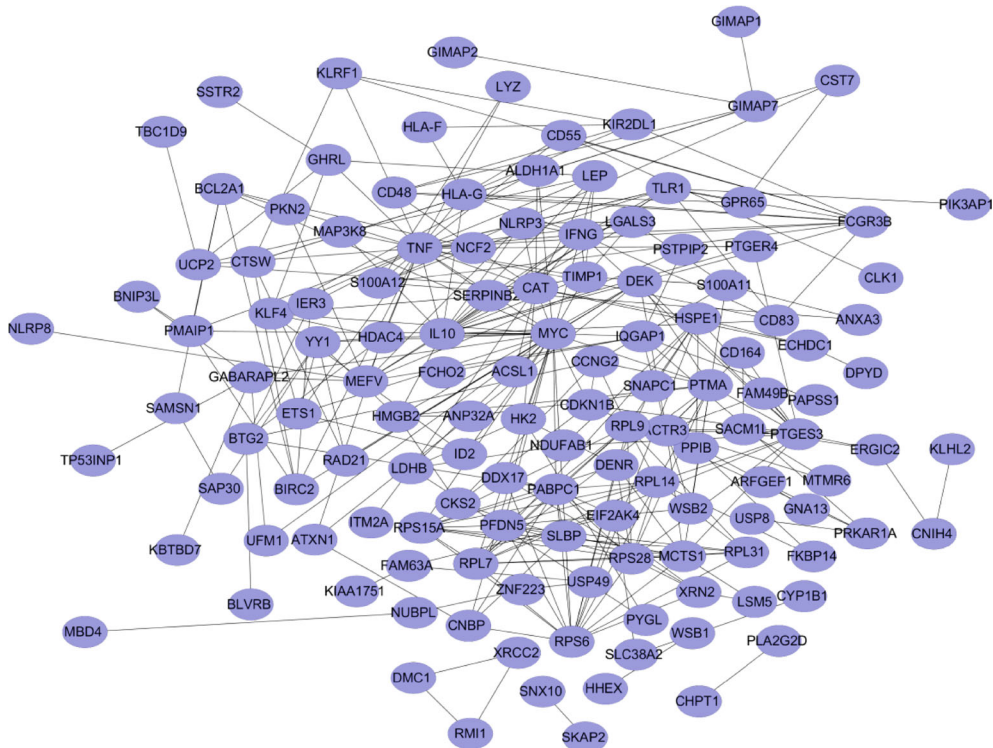 GIMAP1
GIMAP2
KLRF1
LYZ
CST7
SSTR2
GIMAP7
TBC1D9
HLA-F
KIR2DL1
CD55
GHRL
ALDH1A1
LEP
BCL2A1
CD48
HLA-G
TLR1
GPR65
PIK3AP1
PKN2
MAP3K8
NLRP3
IFNG
LGALS3
FCGR3B
TNF
NCF2
PSTPIP2
PTGER4
UCP2
CTSW
TIMP1
CLK1
S100A12
SERPINB2
CAT
DEK
S100A11
BNIP3L
IER3
KLF4
NLRP8
PMAIP1
HDAC4
IL10
MYC
IQGAP1
HSPE1
CD83
ANXA3
YY1
ECHDC1
CD164
CCNG2
DPYD
GABARAPL2
MEFV
FCHO2
ACSL1
SNAPC1
PTMA
FAM49B
PAPSS1
SAMSN1
ETS1
HMGB2
ANP32A
HK2
CDKN1B
RPL9
ACTR3
SACM1L
PTGES3
BTG2
NDUFAB1
PPIB
ERGIC2
KLHL2
TP53INP1
RAD21
LDHB
ID2
DENR
SAP30
BIRC2
CKS2
DDX17
PABPC1
RPL14
ARFGEF1
MTMR6
GNA13
ITM2A
RPS15A
PFDN5
EIF2AK4
WSB2
USP8
PRKAR1A
CNIH4
KBTBD7
UFM1
ATXN1
SLBP
RPS28
MCTS1
RPL31
FKBP14
FAM63A
RPL7
USP49
KIAA1751
ZNF223
XRN2
LSM5
CYP1B1
BLVRB
NUBPL
MBD4
CNBP
RPS6
PYGL
WSB1
PLA2G2D
XRCC2
SLC38A2
DMC1
SNX10
HHEX
CHPT1
RMI1
SKAP2